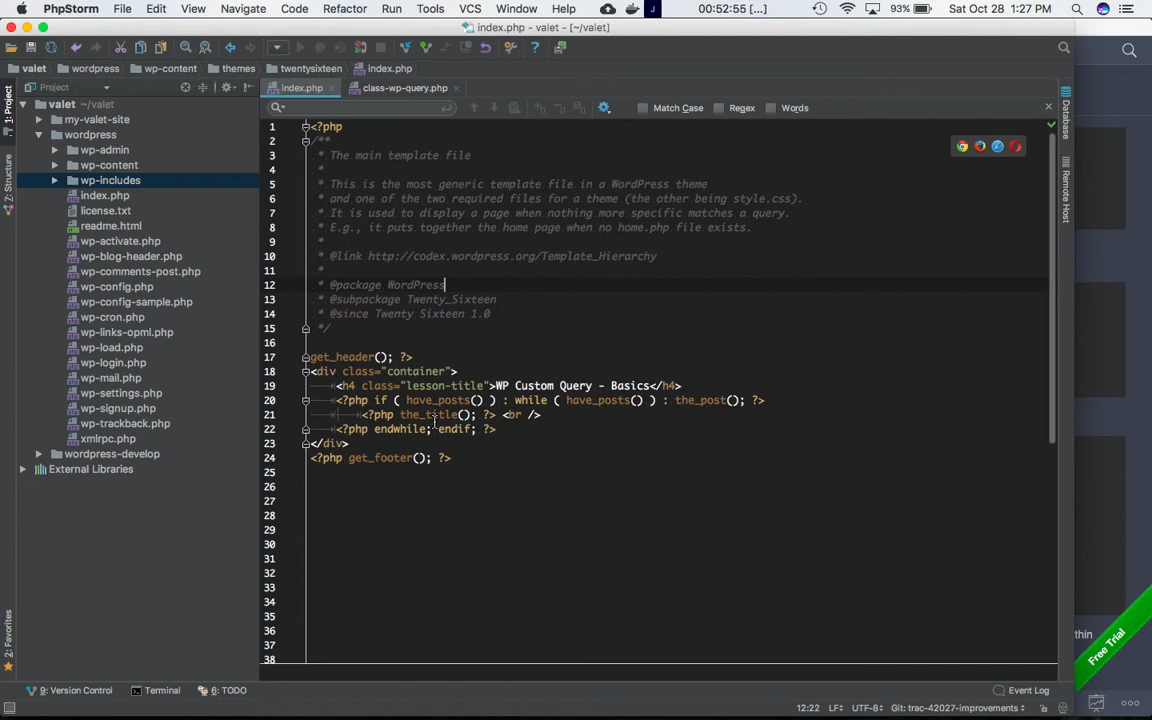 PhpStorm File Edit View Navigate Code Refactor Run Tools VCS Window Help 00:52:55 [...] 93% Sat Oct 28 1:27 PM
index.php - valet - [~/valet]
valet wordpress wp-content themes twentysixteen index.php
Project
index.php class-wp-query.php
Match Case Regex Words
1: Project
Z: Structure
2: Favorites
valet ~/valet
my-valet-site
wordpress
wp-admin
wp-content
wp-includes
index.php
license.txt
readme.html
wp-activate.php
wp-blog-header.php
wp-comments-post.php
wp-config.php
wp-config-sample.php
wp-cron.php
wp-links-opml.php
wp-load.php
wp-login.php
wp-mail.php
wp-settings.php
wp-signup.php
wp-trackback.php
xmlrpc.php
wordpress-develop
External Libraries
1 <?php
2 /**
3 * The main template file
4 *
5 * This is the most generic template file in a WordPress theme
6 * and one of the two required files for a theme (the other being style.css).
7 * It is used to display a page when nothing more specific matches a query.
8 * E.g., it puts together the home page when no home.php file exists.
9 *
10 * @link http://codex.wordpress.org/Template_Hierarchy
11 *
12 * @package WordPress
13 * @subpackage Twenty_Sixteen
14 * @since Twenty Sixteen 1.0
15 */
16
17 get_header(); ?>
18 <div class="container">
19 <h4 class="lesson-title">WP Custom Query - Basics</h4>
20 <?php if ( have_posts() ) : while ( have_posts() ) : the_post(); ?>
21 <?php the_title(); ?> <br />
22 <?php endwhile; endif; ?>
23 </div>
24 <?php get_footer(); ?>
25
26
27
28
29
30
31
32
33
34
35
36
37
38
Database
Remote Host
thin
Free Trial
9: Version Control Terminal 6: TODO Event Log
12:22 LF÷ UTF-8÷ Git: trac-42027-improvements ÷